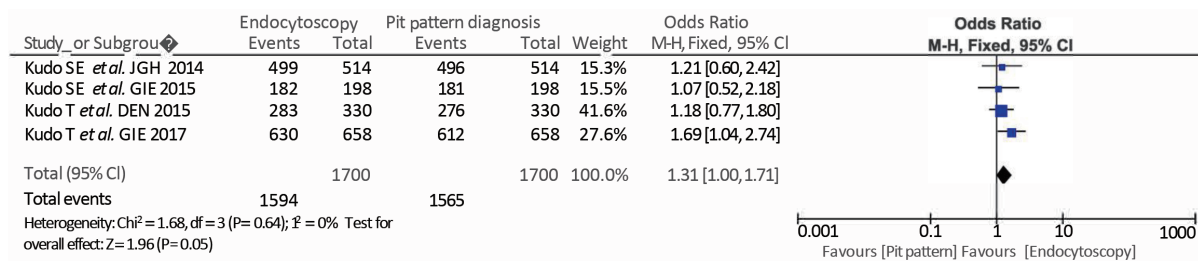 Endocytoscopy Pit pattern diagnosis Odds Ratio Odds Ratio
Study_or Subgrou� Events Total Events Total Weight M-H, Fixed, 95% CI M-H, Fixed, 95% CI
Kudo SE et al. JGH 2014 499 514 496 514 15.3% 1.21 [0.60, 2.42]
Kudo SE et al. GIE 2015 182 198 181 198 15.5% 1.07 [0.52, 2.18]
Kudo T et al. DEN 2015 283 330 276 330 41.6% 1.18 [0.77, 1.80]
Kudo T et al. GIE 2017 630 658 612 658 27.6% 1.69 [1.04, 2.74]
Total (95% CI) 1700 1700 100.0% 1.31 [1.00, 1.71]
Total events 1594 1565
Heterogeneity: Chi² = 1.68, df = 3 (P= 0.64); 1² = 0% Test for
overall effect: Z= 1.96 (P= 0.05)
0.001 0.1 1 10 1000
Favours [Pit pattern] Favours [Endocytoscopy]